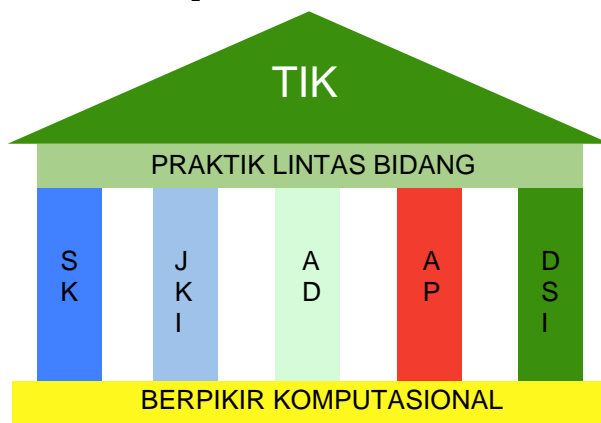 TIK
PRAKTIK LINTAS BIDANG
S
K
J
K
I
A
D
A
P
D
S
I
BERPIKIR KOMPUTASIONAL